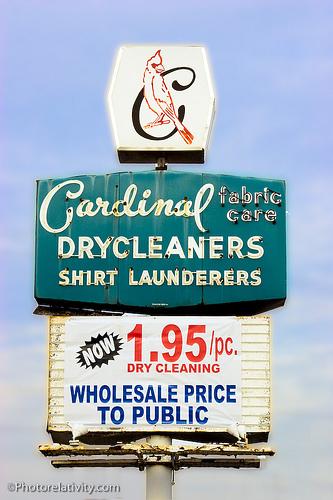 C
Cardinal fabric
care
DRYCLEANERS
SHIRT LAUNDERERS
NOW 1.95/pc.
DRY CLEANING
WHOLESALE PRICE
TO PUBLIC
©Photorelativity.com